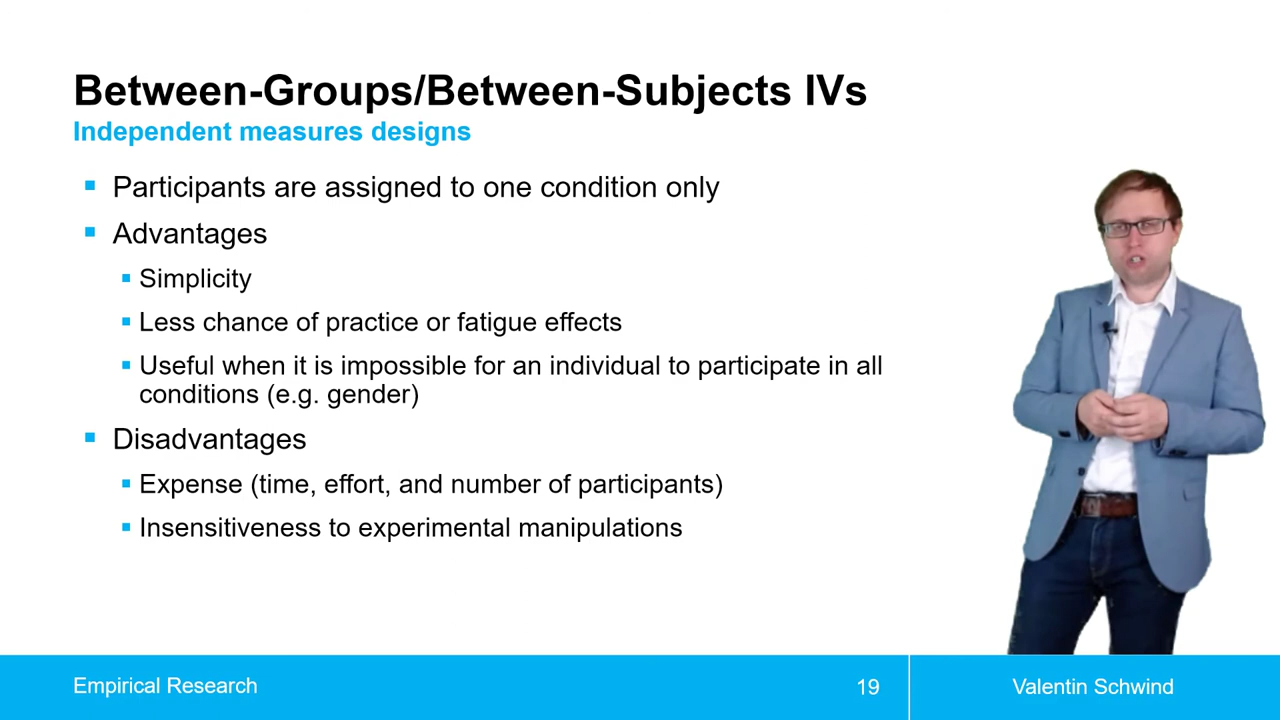 Between-Groups/Between-Subjects IVs
Independent measures designs
Participants are assigned to one condition only
Advantages
Simplicity
Less chance of practice or fatigue effects
Useful when it is impossible for an individual to participate in all
conditions (e.g. gender)
Disadvantages
Expense (time, effort, and number of participants)
Insensitiveness to experimental manipulations
Empirical Research
19
Valentin Schwind